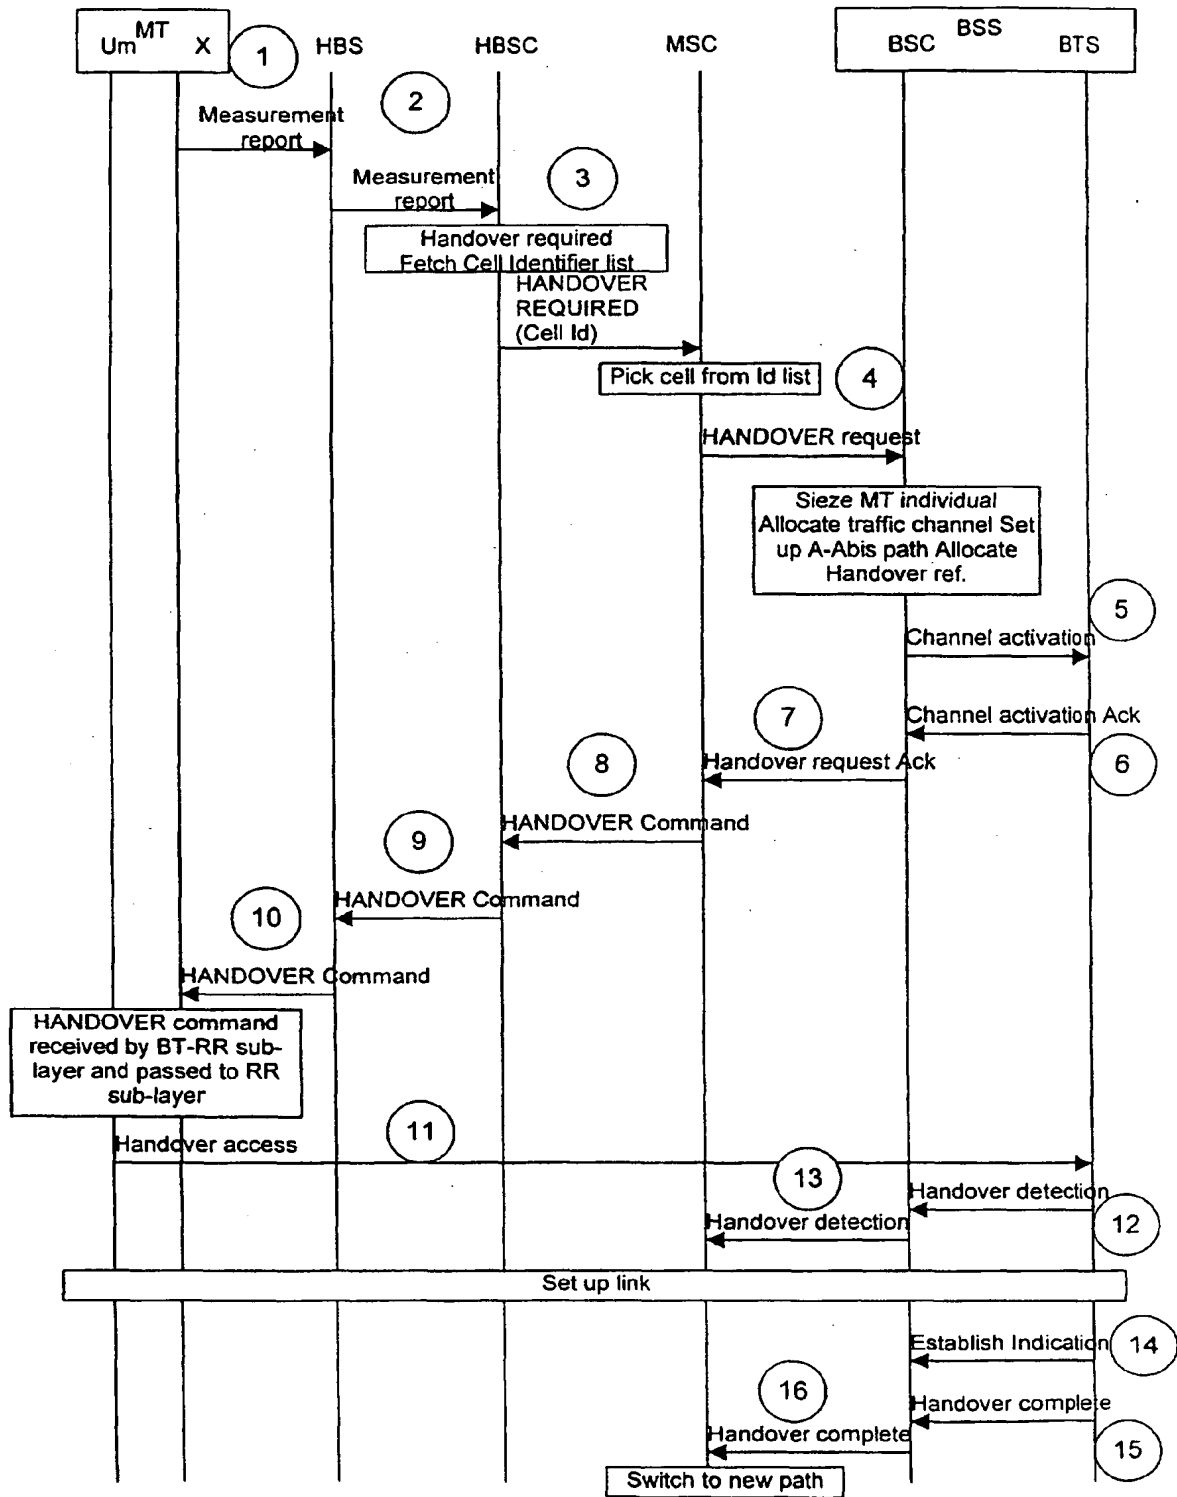 MT
Um
X
1
HBS
HBSC
MSC
BSS
BSC
BTS
2
Measurement
report
3
Measurement
report
Handover required
Fetch Cell Identifier list
HANDOVER
REQUIRED
(Cell Id)
Pick cell from Id list
4
HANDOVER request
Sieze MT individual
Allocate traffic channel Set
up A-Abis path Allocate
Handover ref.
5
Channel activation
7
Channel activation Ack
8
Handover request Ack
6
9
HANDOVER Command
10
HANDOVER Command
HANDOVER Command
HANDOVER command
received by BT-RR sub-
layer and passed to RR
sub-layer
11
Handover access
13
Handover detection
Handover detection
12
Set up link
Establish Indication
14
16
Handover complete
Handover complete
15
Switch to new path